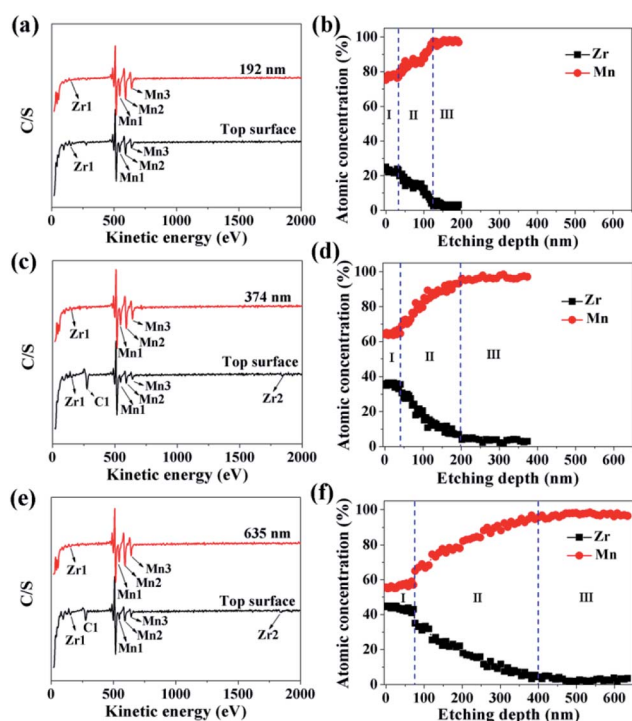 (a)
192 nm
Zr1
Mn3
Mn2
Mn1
Top surface
Zr1
Mn3
Mn2
Mn1
C/S
0 500 1000 1500 2000
Kinetic energy (eV)
(b)
Zr
Mn
I II III
Atomic concentration (%)
100
80
60
40
20
0
0 100 200 300 400 500 600
Etching depth (nm)
(c)
374 nm
Zr1
Mn3
Mn2
Mn1
Top surface
Zr1
C1
Mn3
Mn2
Mn1
Zr2
C/S
0 500 1000 1500 2000
Kinetic energy (eV)
(d)
Zr
Mn
I II III
Atomic concentration (%)
100
80
60
40
20
0
0 100 200 300 400 500 600
Etching depth (nm)
(e)
635 nm
Zr1
Mn3
Mn2
Mn1
Top surface
Zr1
C1
Mn3
Mn2
Mn1
Zr2
C/S
0 500 1000 1500 2000
Kinetic energy (eV)
(f)
Zr
Mn
I II III
Atomic concentration (%)
100
80
60
40
20
0
0 100 200 300 400 500 600
Etching depth (nm)